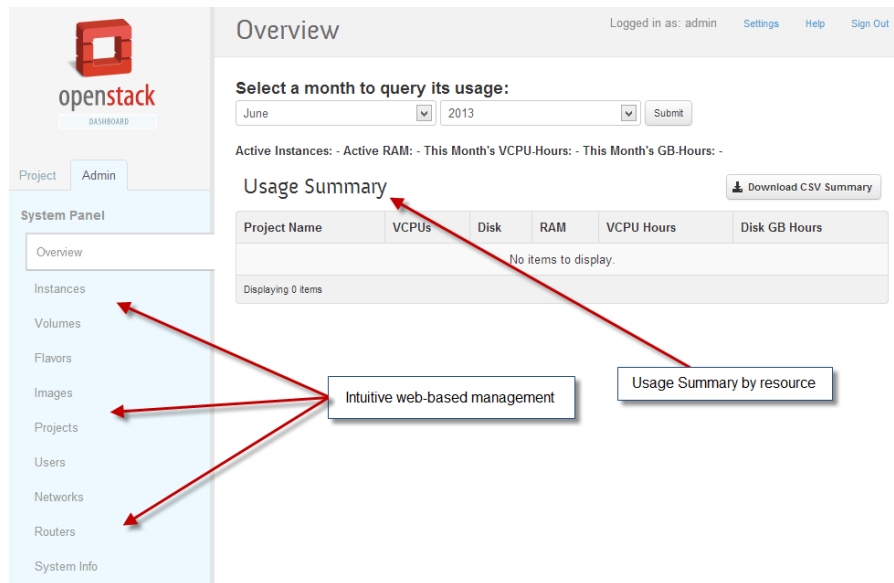 openstack
DASHBOARD
Project Admin
System Panel
Overview
Instances
Volumes
Flavors
Images
Projects
Users
Networks
Routers
System Info
Overview
Logged in as: admin Settings Help Sign Out
Select a month to query its usage:
June 2013 Submit
Active Instances: - Active RAM: - This Month's VCPU-Hours: - This Month's GB-Hours: -
Usage Summary
Download CSV Summary
Project Name VCPUs Disk RAM VCPU Hours Disk GB Hours
No items to display.
Displaying 0 items
Intuitive web-based management
Usage Summary by resource